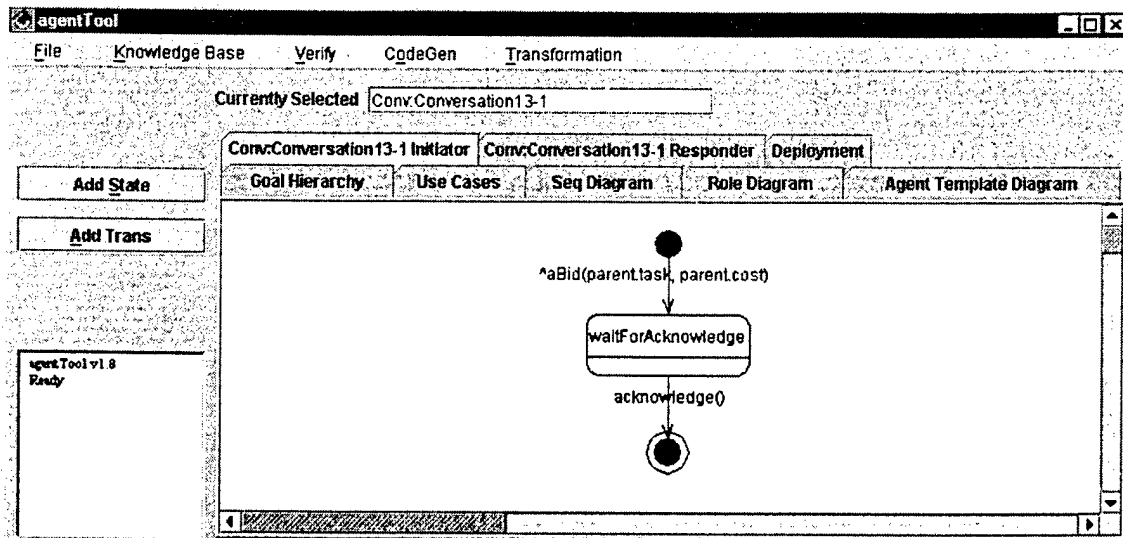 agentTool
File Knowledge Base Verify CodeGen Transformation
Currently Selected Conv:Conversation13-1
Conv:Conversation13-1 Initiator Conv:Conversation13-1 Responder Deployment
Goal Hierarchy Use Cases Seq Diagram Role Diagram Agent Template Diagram
Add State
Add Trans
^aBid(parent.task, parent.cost)
waitForAcknowledge
acknowledge()
agentTool v1.8
Ready